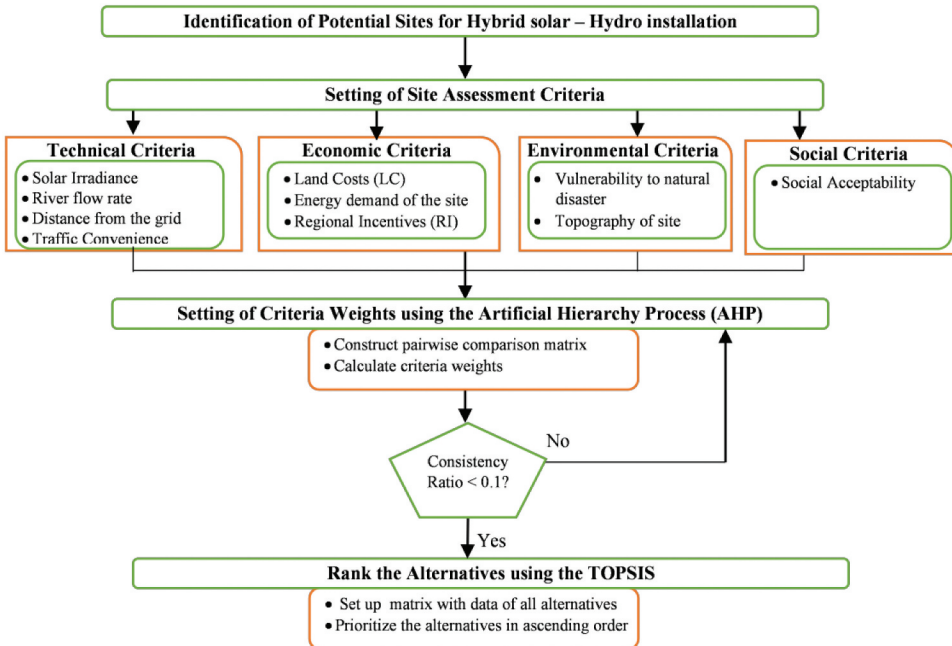 Identification of Potential Sites for Hybrid solar – Hydro installation
Setting of Site Assessment Criteria
Technical Criteria
• Solar Irradiance
• River flow rate
• Distance from the grid
• Traffic Convenience
Economic Criteria
• Land Costs (LC)
• Energy demand of the site
• Regional Incentives (RI)
Environmental Criteria
• Vulnerability to natural
disaster
• Topography of site
Social Criteria
• Social Acceptability
Setting of Criteria Weights using the Artificial Hierarchy Process (AHP)
• Construct pairwise comparison matrix
• Calculate criteria weights
Consistency
Ratio < 0.1?
No
Yes
Rank the Alternatives using the TOPSIS
• Set up matrix with data of all alternatives
• Prioritize the alternatives in ascending order